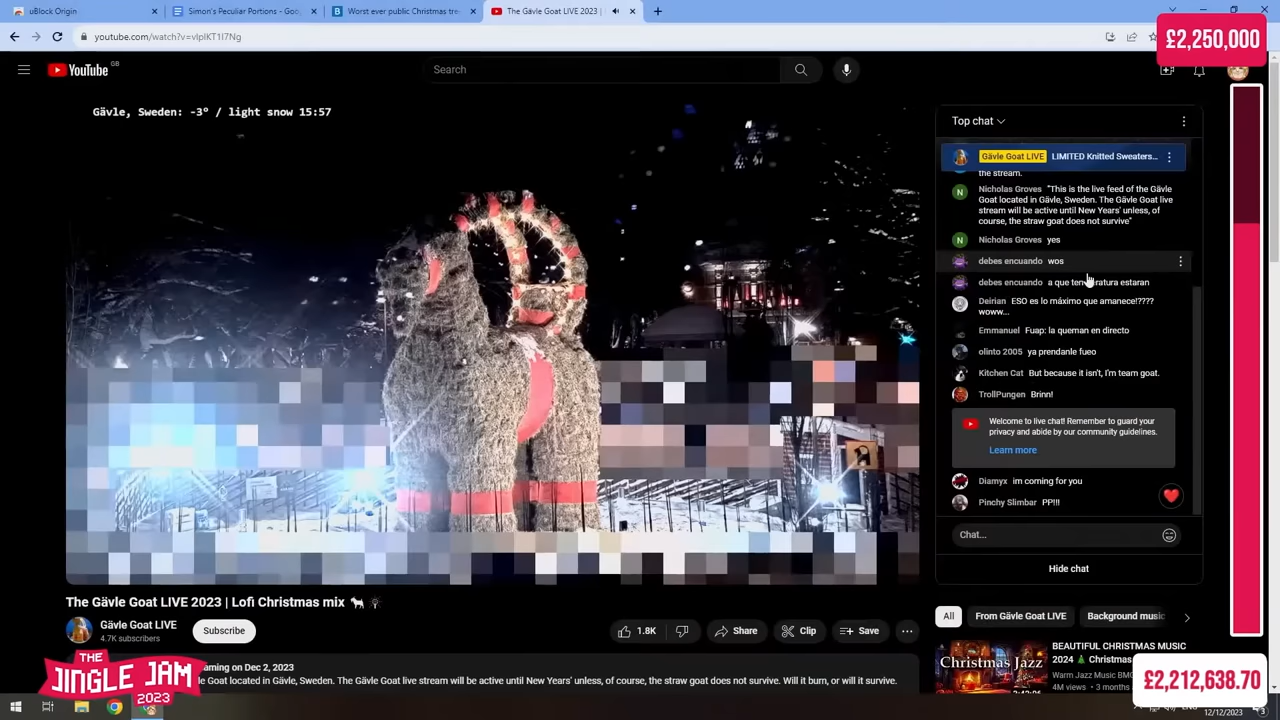 uBlock Origin
Simon's Peculiar Portions - Goog
Worst ever public Christmas tre
The Gävle Goat LIVE 2023 |
youtube.com/watch?v=vlpIKT1I7Ng
£2,250,000
YouTube GB
Search
Gävle, Sweden: -3° / light snow 15:57
Top chat
Gävle Goat LIVE LIMITED Knitted Sweaters...
the stream.
Nicholas Groves "This is the live feed of the Gävle
Goat located in Gävle, Sweden. The Gävle Goat live
stream will be active until New Years' unless, of
course, the straw goat does not survive"
Nicholas Groves yes
debes encuando wos
debes encuando a que temperatura estaran
Deirian ESO es lo máximo que amanece!????
woww...
Emmanuel Fuap: la queman en directo
olinto 2005 ya prendanle fueo
Kitchen Cat But because it isn't, I'm team goat.
TrollPungen Brinn!
Welcome to live chat! Remember to guard your
privacy and abide by our community guidelines.
Learn more
Diamyx im coming for you
Pinchy Slimbar PP!!!
Chat...
Hide chat
The Gävle Goat LIVE 2023 | Lofi Christmas mix
Gävle Goat LIVE
4.7K subscribers
Subscribe
1.8K
Share
Clip
Save
All
From Gävle Goat LIVE
Background music
BEAUTIFUL CHRISTMAS MUSIC
2024 Christmas
Warm Jazz Music BM
4M views • 3 months
Christmas Jazz
eaming on Dec 2, 2023
le Goat located in Gävle, Sweden. The Gävle Goat live stream will be active until New Years' unless, of course, the straw goat does not survive. Will it burn, or will it survive.
THE
JINGLE JAM
2023
£2,212,638.70
12/12/2023
3